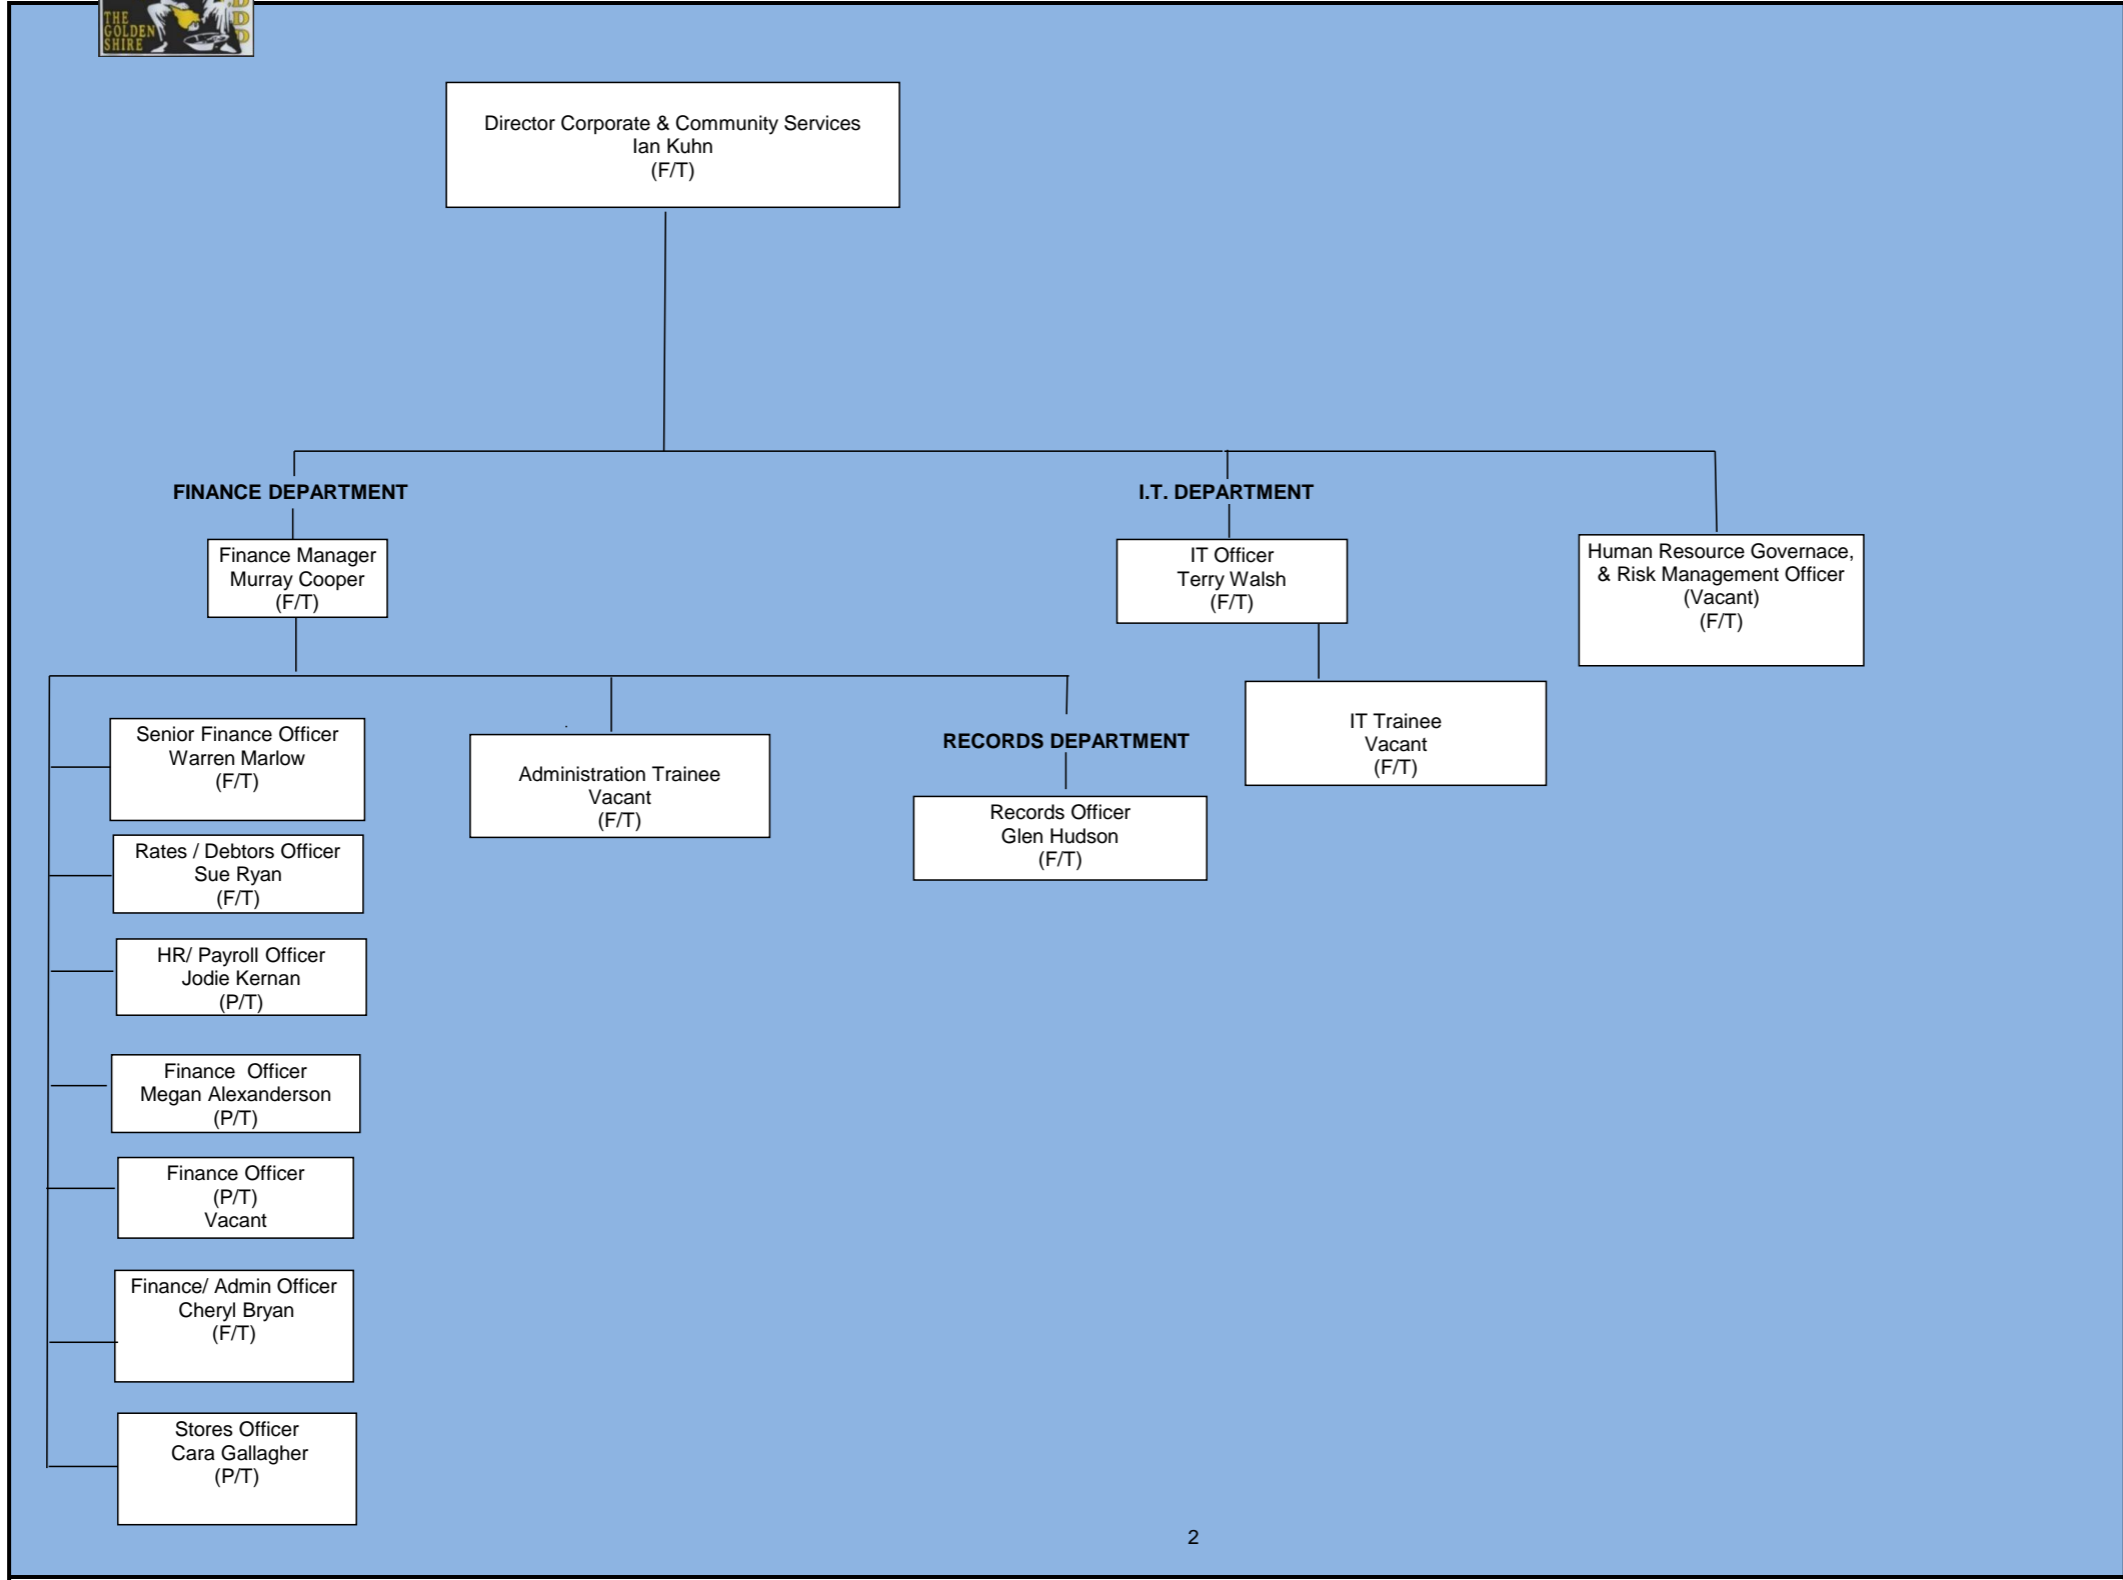 THE
GOLDEN
SHIRE
D
D
D
Director Corporate & Community Services
Ian Kuhn
(F/T)
FINANCE DEPARTMENT
Finance Manager
Murray Cooper
(F/T)
I.T. DEPARTMENT
IT Officer
Terry Walsh
(F/T)
Human Resource Governace,
& Risk Management Officer
(Vacant)
(F/T)
Senior Finance Officer
Warren Marlow
(F/T)
Administration Trainee
Vacant
(F/T)
RECORDS DEPARTMENT
Records Officer
Glen Hudson
(F/T)
IT Trainee
Vacant
(F/T)
Rates / Debtors Officer
Sue Ryan
(F/T)
HR/ Payroll Officer
Jodie Kernan
(P/T)
Finance  Officer
Megan Alexanderson
(P/T)
Finance Officer
(P/T)
Vacant
Finance/ Admin Officer
Cheryl Bryan
(F/T)
Stores Officer
Cara Gallagher
(P/T)
2